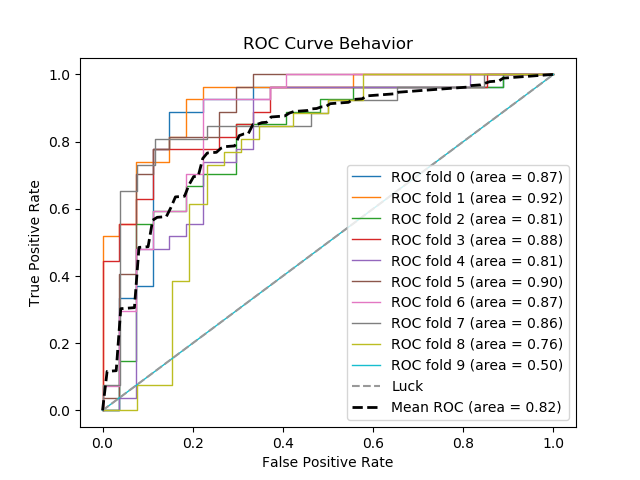 ROC Curve Behavior
1.0
0.8
0.6
0.4
0.2
0.0
True Positive Rate
ROC fold 0 (area = 0.87)
ROC fold 1 (area = 0.92)
ROC fold 2 (area = 0.81)
ROC fold 3 (area = 0.88)
ROC fold 4 (area = 0.81)
ROC fold 5 (area = 0.90)
ROC fold 6 (area = 0.87)
ROC fold 7 (area = 0.86)
ROC fold 8 (area = 0.76)
ROC fold 9 (area = 0.50)
Luck
Mean ROC (area = 0.82)
0.0 0.2 0.4 0.6 0.8 1.0
False Positive Rate